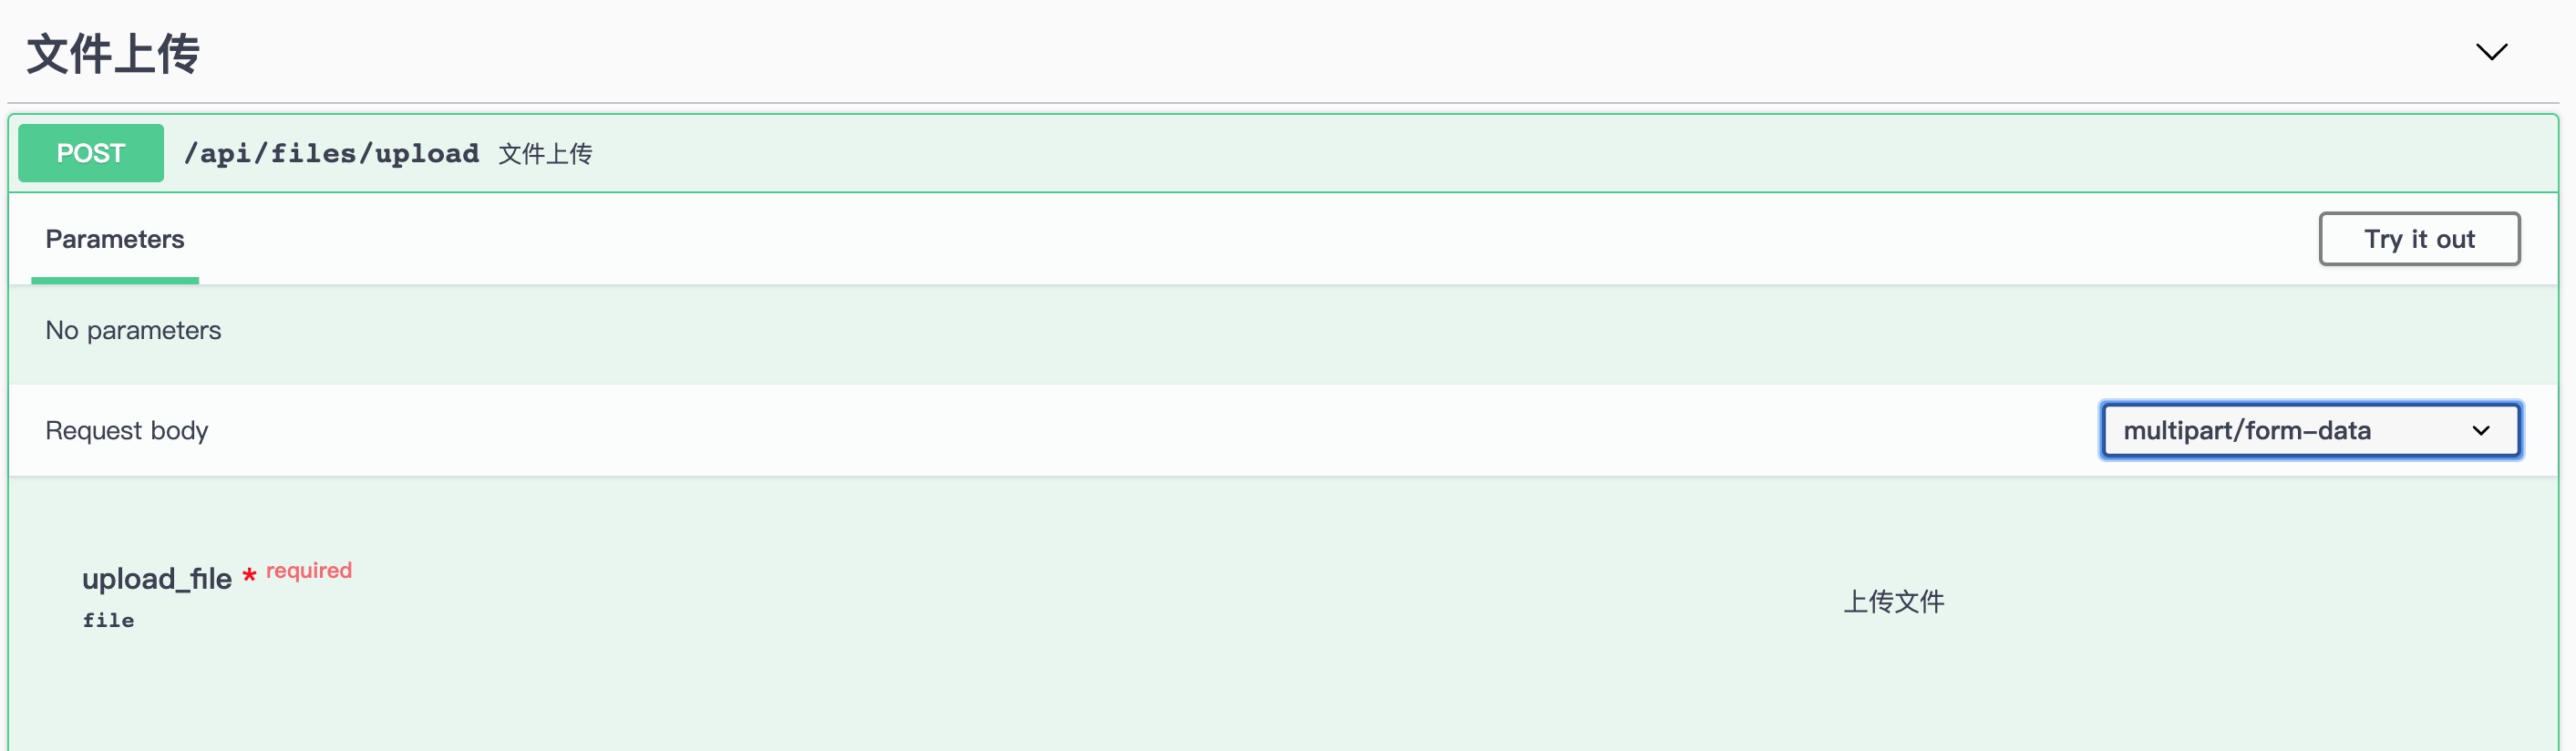 文件上传
POST /api/files/upload 文件上传
Parameters
Try it out
No parameters
Request body
multipart/form-data
upload_file * required
file
上传文件